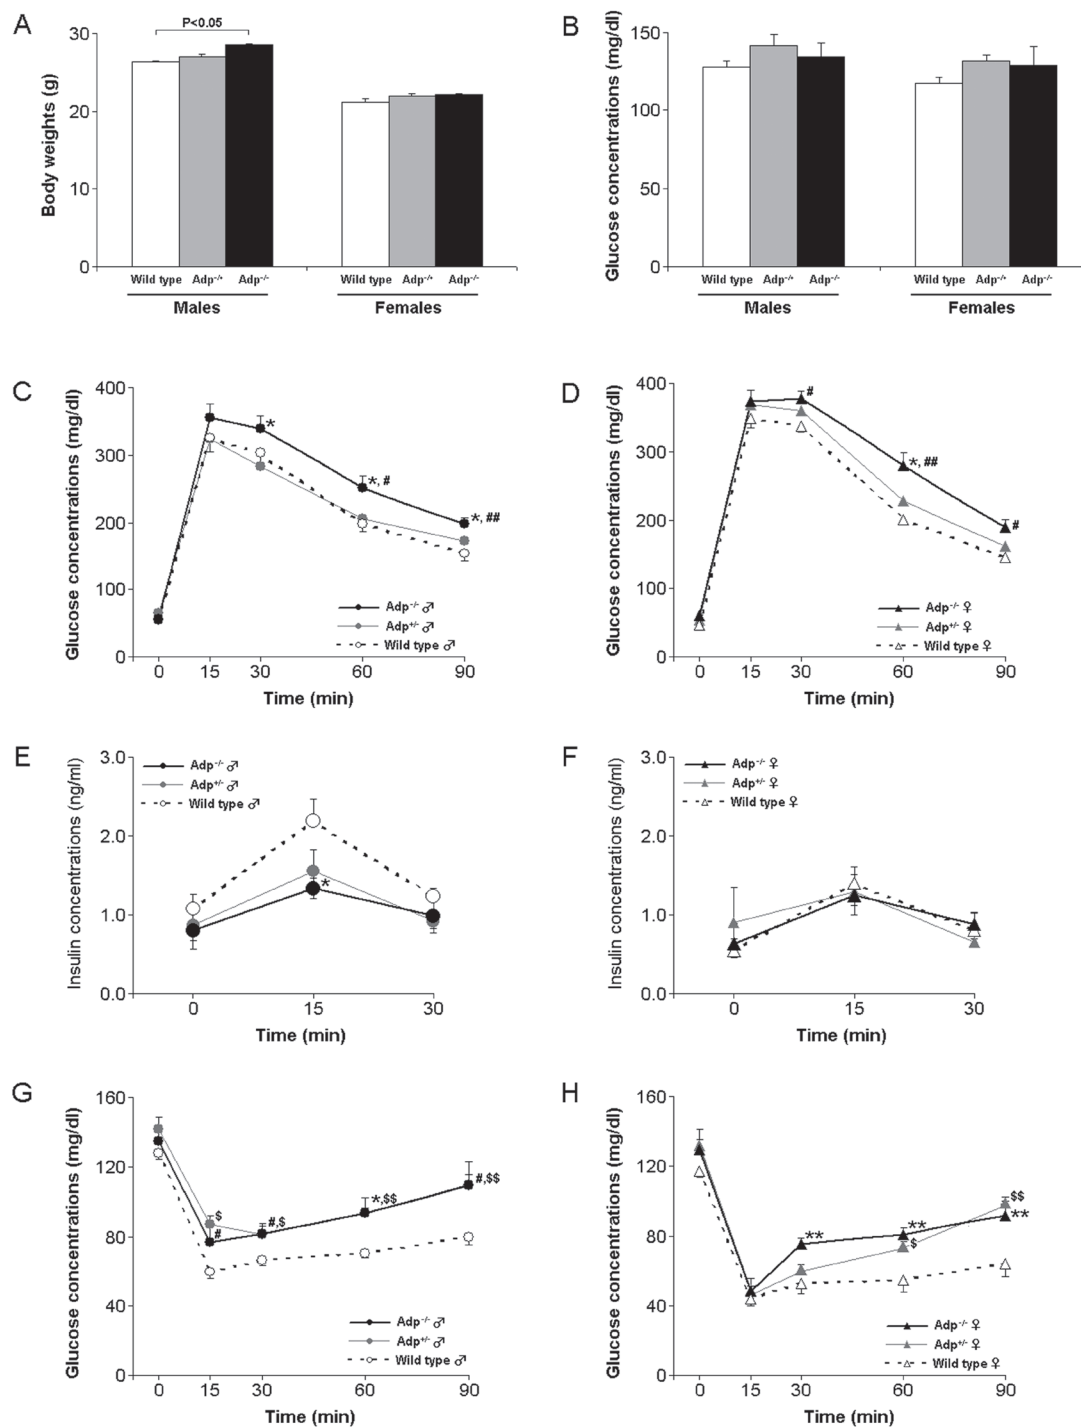 A
P<0.05
30
20
10
0
Body weights (g)
Wild type Adp-/+ Adp-/- Wild type Adp-/+ Adp-/-
Males Females
B
150
100
50
0
Glucose concentrations (mg/dl)
Wild type Adp-/+ Adp-/- Wild type Adp-/+ Adp-/-
Males Females
C
400
300
200
100
0
Glucose concentrations (mg/dl)
*
*, #
*, ##
Adp-/- ♂
Adp+/- ♂
Wild type ♂
0 15 30 60 90
Time (min)
D
400
300
200
100
0
Glucose concentrations (mg/dl)
#
*, ##
#
Adp-/- ♀
Adp+/- ♀
Wild type ♀
0 15 30 60 90
Time (min)
E
3.0
2.0
1.0
0.0
Insulin concentrations (ng/ml)
Adp-/- ♂
Adp+/- ♂
Wild type ♂
*
0 15 30
Time (min)
F
3.0
2.0
1.0
0.0
Insulin concentrations (ng/ml)
Adp-/- ♀
Adp+/- ♀
Wild type ♀
0 15 30
Time (min)
G
160
120
80
40
0
Glucose concentrations (mg/dl)
$
#
#,$
*,$$
#,$$
Adp-/- ♂
Adp+/- ♂
Wild type ♂
0 15 30 60 90
Time (min)
H
160
120
80
40
0
Glucose concentrations (mg/dl)
**
**
$
$$
**
Adp-/- ♀
Adp+/- ♀
Wild type ♀
0 15 30 60 90
Time (min)